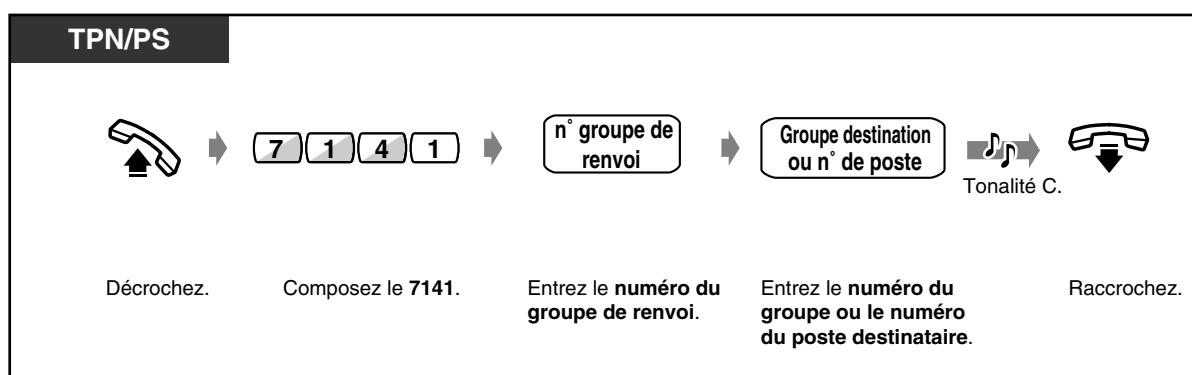 TPN/PS
7 1 4 1
n° groupe de
renvoi
Groupe destination
ou n° de poste
Tonalité C.
Décrochez.
Composez le 7141.
Entrez le numéro du
groupe de renvoi.
Entrez le numéro du
groupe ou le numéro
du poste destinataire.
Raccrochez.